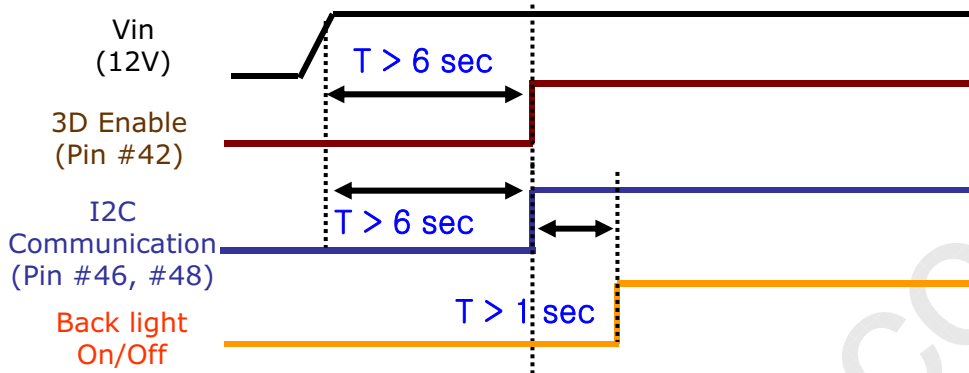 Vin
(12V)
T > 6 sec
3D Enable
(Pin #42)
I2C
Communication
(Pin #46, #48)
T > 6 sec
T > 1 sec
Back light
On/Off
CO